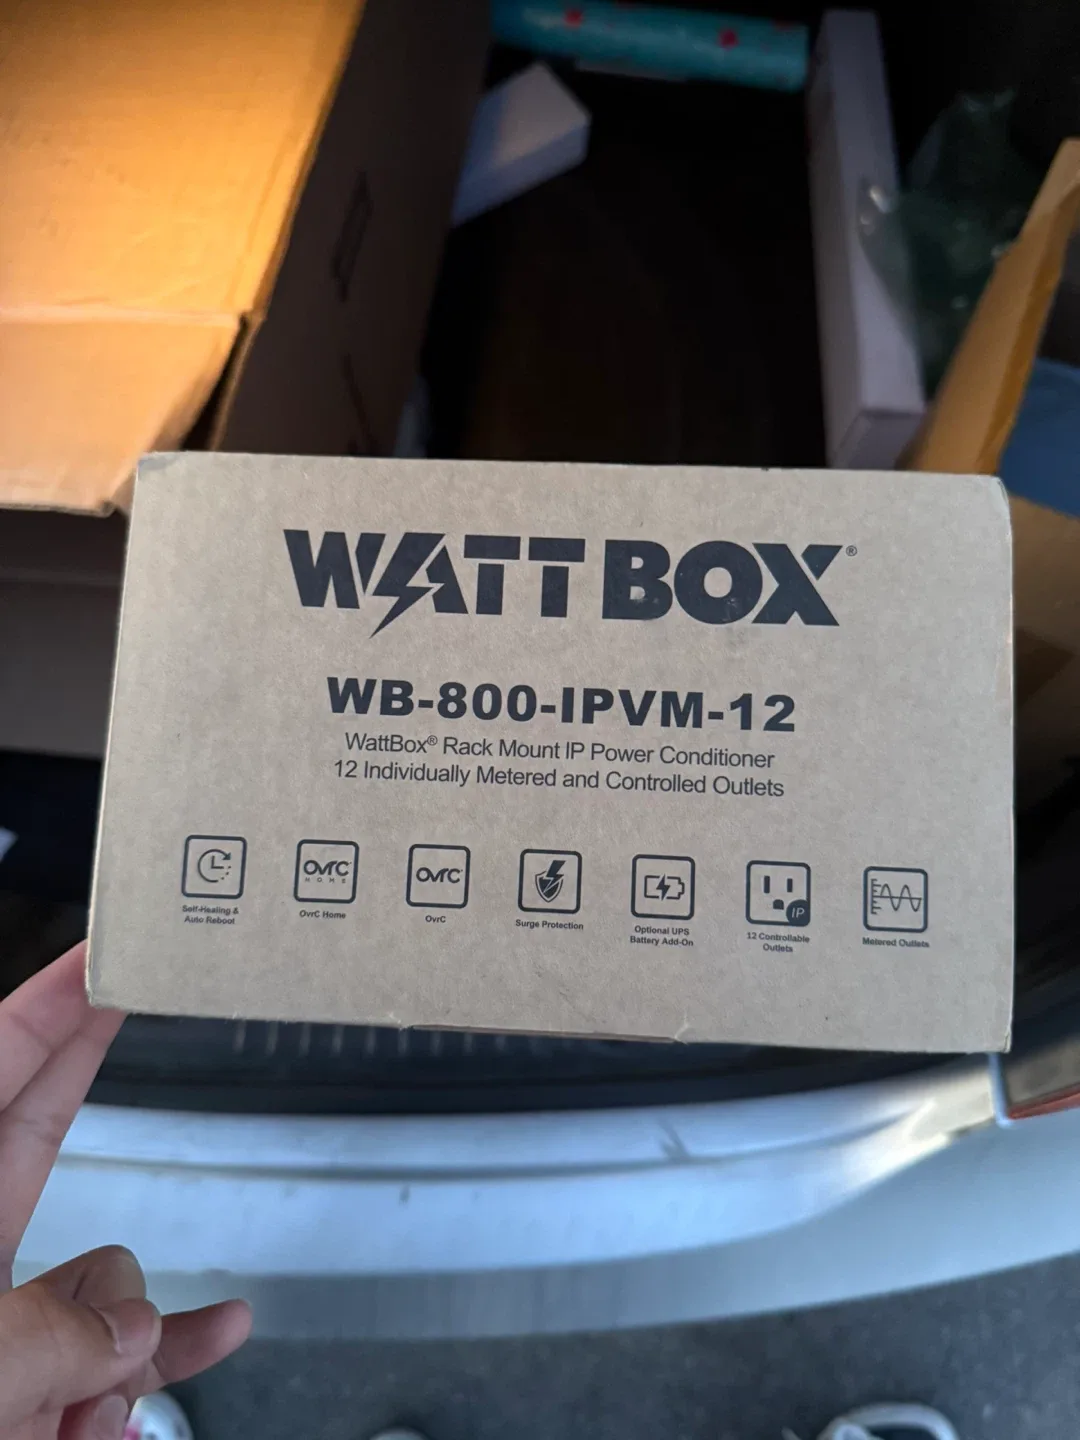 WATTBOX®
WB-800-IPVM-12
WattBox® Rack Mount IP Power Conditioner
12 Individually Metered and Controlled Outlets
Self-Healing &
Auto Reboot
OvrC
HOME
OvrC Home
OvrC
OvrC
Surge Protection
Optional UPS
Battery Add-On
IP
12 Controllable
Outlets
Metered Outlets